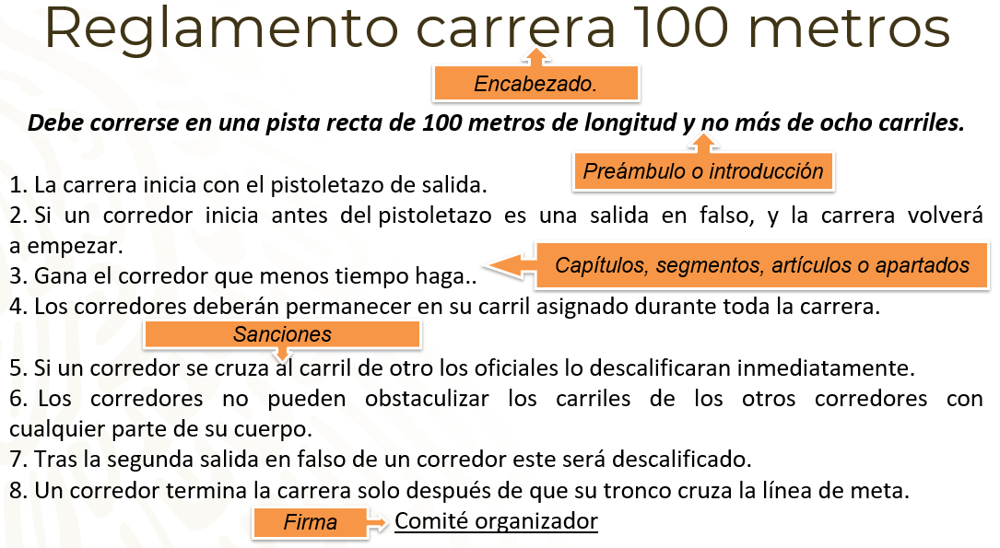 Reglamento carrera 100 metros
Encabezado.
Debe correrse en una pista recta de 100 metros de longitud y no más de ocho carriles.
Preámbulo o introducción
1. La carrera inicia con el pistoletazo de salida.
2. Si un corredor inicia antes del pistoletazo es una salida en falso, y la carrera volverá
a empezar.
Capítulos, segmentos, artículos o apartados
3. Gana el corredor que menos tiempo haga..
4. Los corredores deberán permanecer en su carril asignado durante toda la carrera.
Sanciones
5. Si un corredor se cruza al carril de otro los oficiales lo descalificaran inmediatamente.
6. Los corredores no pueden obstaculizar los carriles de los otros corredores con
cualquier parte de su cuerpo.
7. Tras la segunda salida en falso de un corredor este será descalificado.
8. Un corredor termina la carrera solo después de que su tronco cruza la línea de meta.
Firma
Comité organizador